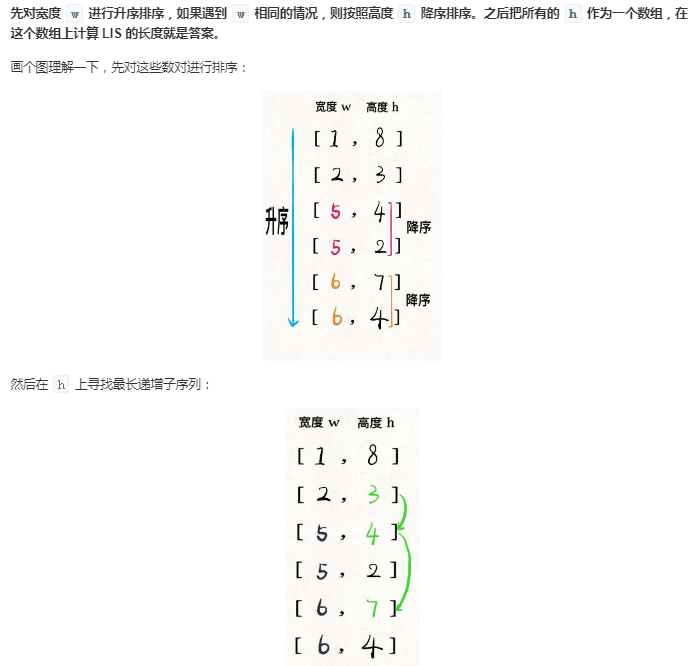 先对宽度 w 进行升序排序，如果遇到 w 相同的情况，则按照高度 h 降序排序。之后把所有的 h 作为一个数组，在
这个数组上计算 LIS 的长度就是答案。
画个图理解一下，先对这些数对进行排序：
宽度 w 高度 h
[ 1 , 8 ]
[ 2 , 3 ]
升序 [ 5 , 4 ]
降序
[ 5 , 2 ]
[ 6 , 7 ]
降序
[ 6 , 4 ]
然后在 h 上寻找最长递增子序列：
宽度 w 高度 h
[ 1 , 8 ]
[ 2 , 3 ]
[ 5 , 4 ]
[ 5 , 2 ]
[ 6 , 7 ]
[ 6 , 4 ]